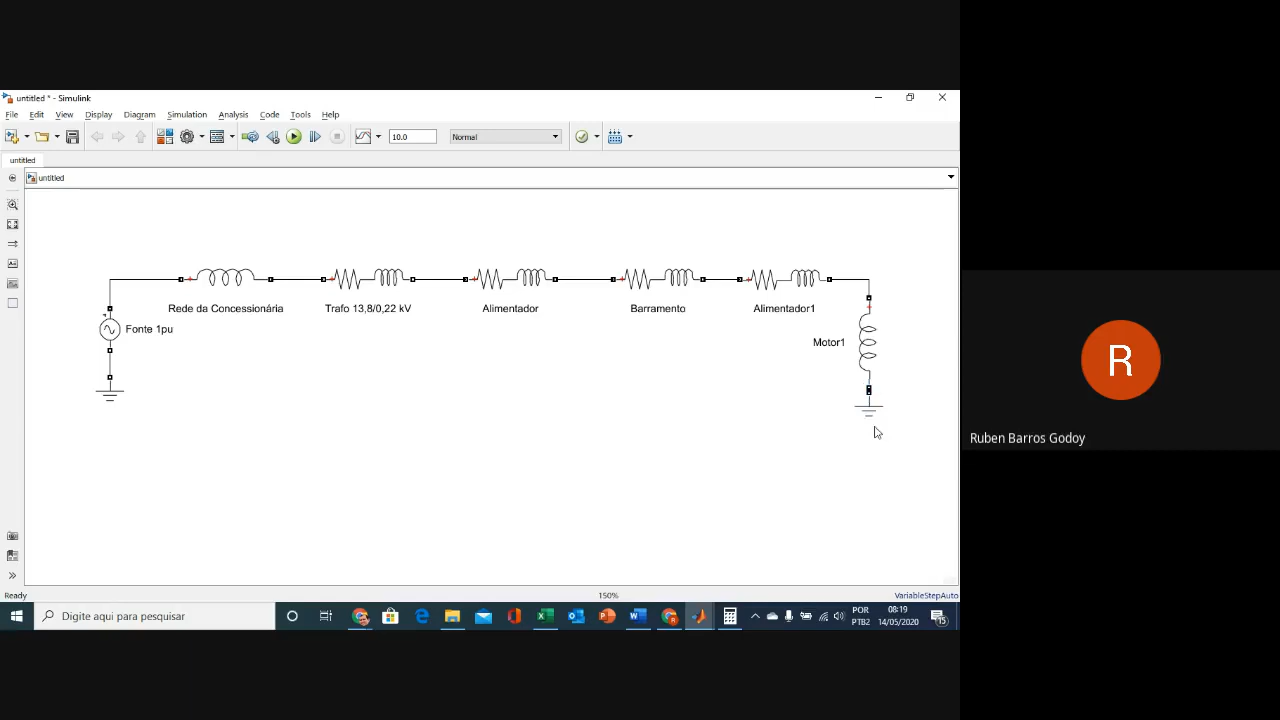 untitled * - Simulink
File Edit View Display Diagram Simulation Analysis Code Tools Help
10.0 Normal
untitled
untitled
Rede da Concessionária Trafo 13,8/0,22 kV Alimentador Barramento Alimentador1
Fonte 1pu
Motor1
R
Ruben Barros Godoy
Ready 150% VariableStepAuto
Digite aqui para pesquisar
POR 08:19
PTB2 14/05/2020 15